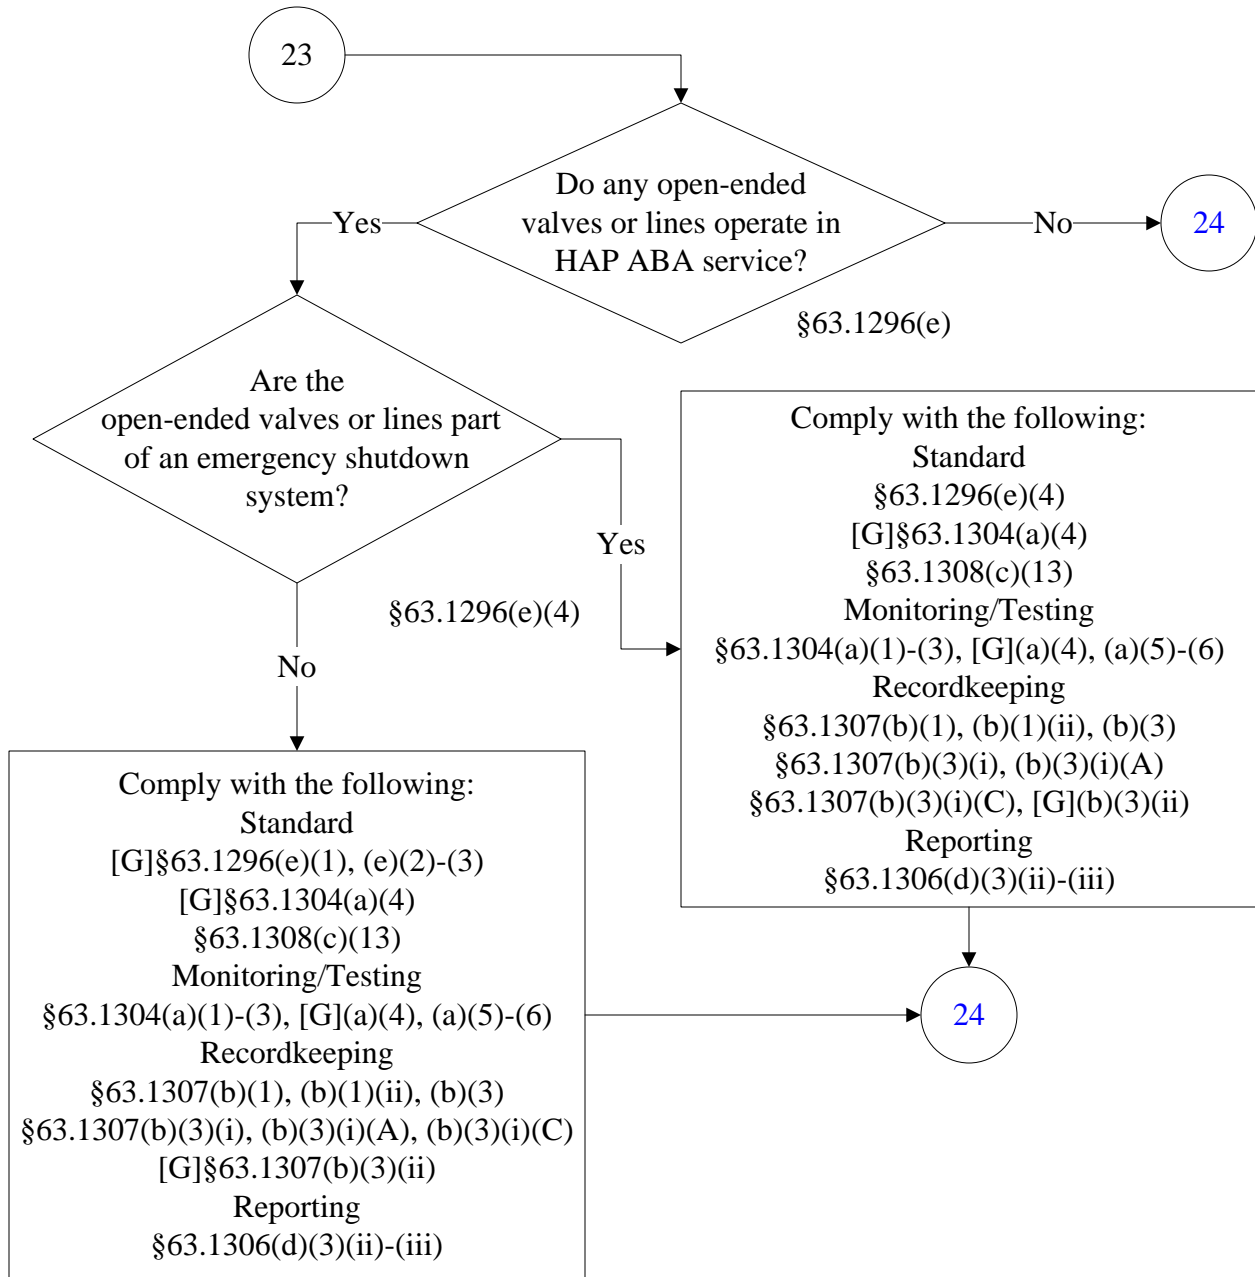 23
Do any open-ended
valves or lines operate in
HAP ABA service?
Yes
No
24
§63.1296(e)
Are the
open-ended valves or lines part
of an emergency shutdown
system?
Yes
§63.1296(e)(4)
No
Comply with the following:
Standard
§63.1296(e)(4)
[G]§63.1304(a)(4)
§63.1308(c)(13)
Monitoring/Testing
§63.1304(a)(1)-(3), [G](a)(4), (a)(5)-(6)
Recordkeeping
§63.1307(b)(1), (b)(1)(ii), (b)(3)
§63.1307(b)(3)(i), (b)(3)(i)(A)
§63.1307(b)(3)(i)(C), [G](b)(3)(ii)
Reporting
§63.1306(d)(3)(ii)-(iii)
Comply with the following:
Standard
[G]§63.1296(e)(1), (e)(2)-(3)
[G]§63.1304(a)(4)
§63.1308(c)(13)
Monitoring/Testing
§63.1304(a)(1)-(3), [G](a)(4), (a)(5)-(6)
Recordkeeping
§63.1307(b)(1), (b)(1)(ii), (b)(3)
§63.1307(b)(3)(i), (b)(3)(i)(A), (b)(3)(i)(C)
[G]§63.1307(b)(3)(ii)
Reporting
§63.1306(d)(3)(ii)-(iii)
24